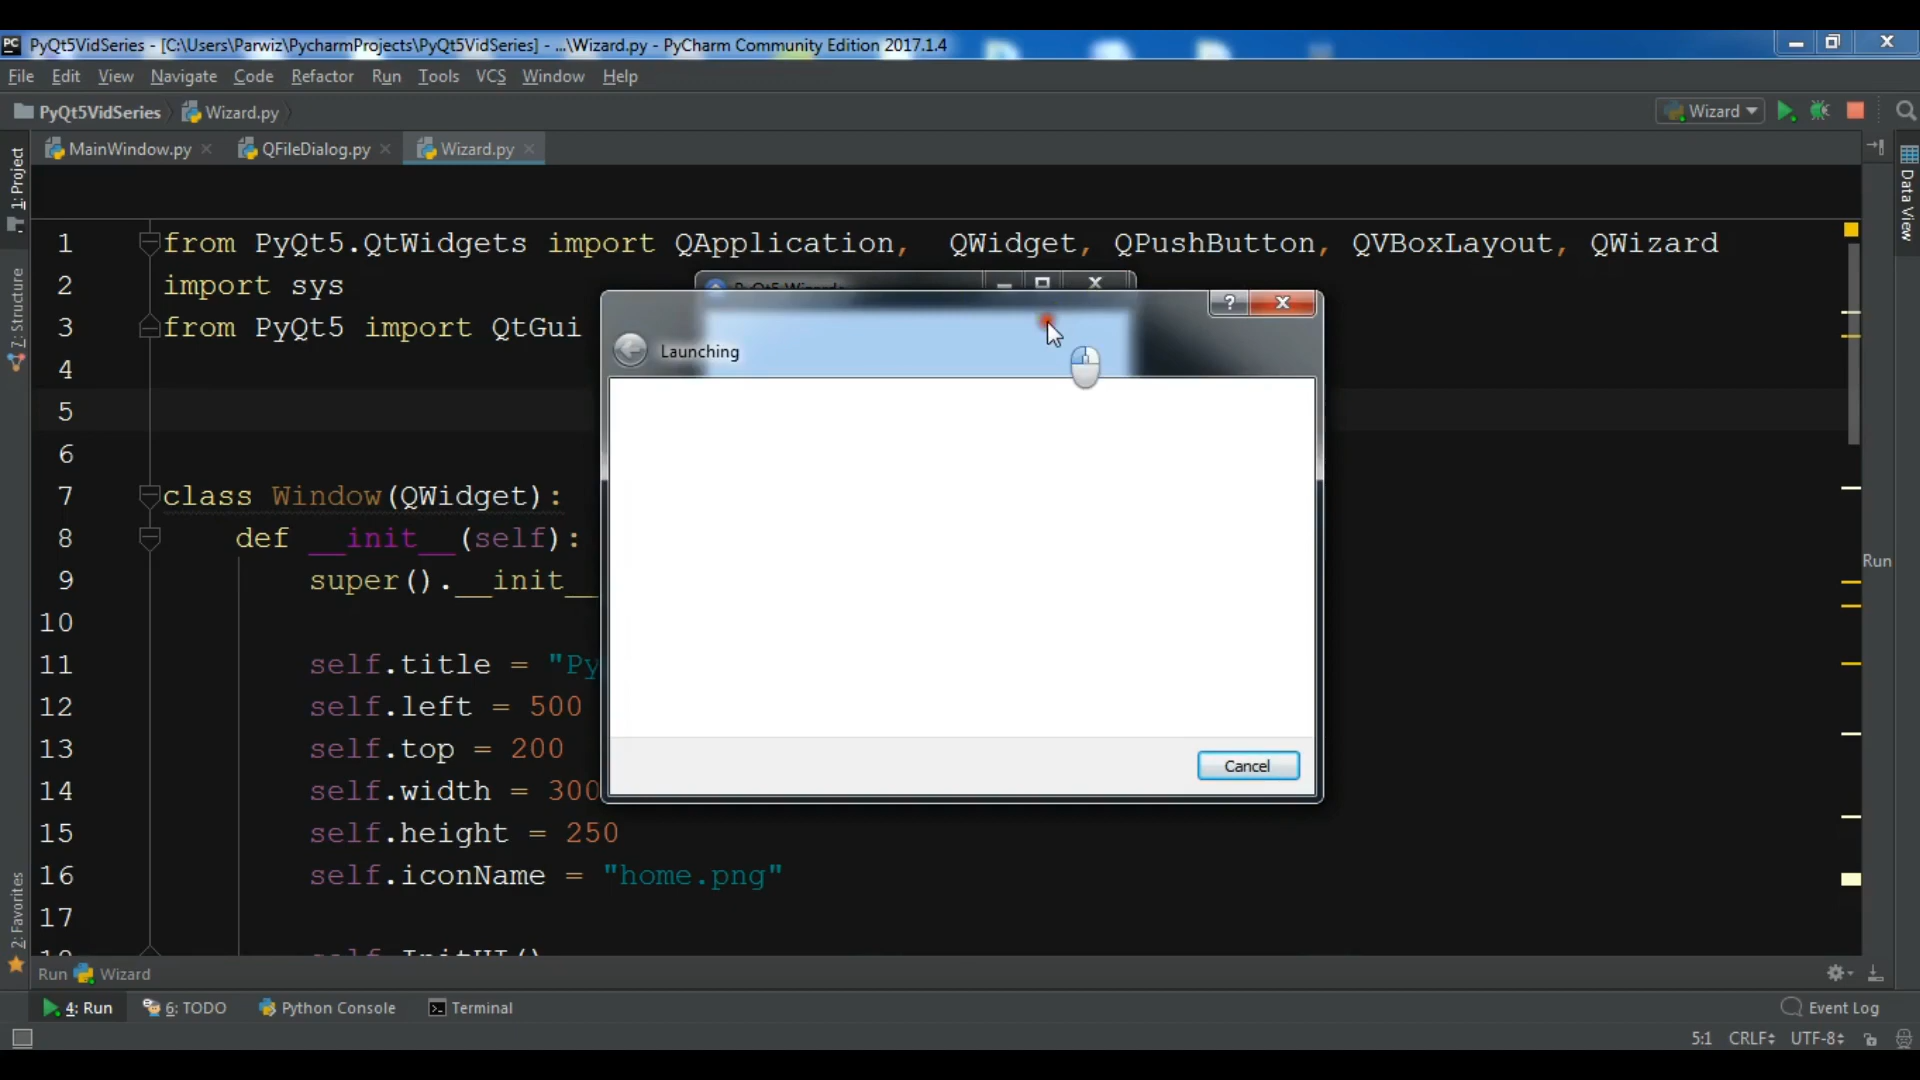 PyQt5VidSeries - [C:\Users\Parwiz\PycharmProjects\PyQt5VidSeries] - ...\Wizard.py - PyCharm Community Edition 2017.1.4
File Edit View Navigate Code Refactor Run Tools VCS Window Help
PyQt5VidSeries Wizard.py Wizard
MainWindow.py QFileDialog.py Wizard.py
1: Project
7: Structure
2: Favorites
Data View
Run
1 from PyQt5.QtWidgets import QApplication, QWidget, QPushButton, QVBoxLayout, QWizard
2 import sys
3 from PyQt5 import QtGui
4
5
6
7 class Window(QWidget):
8 def __init__(self):
9 super().__init__
10
11 self.title = "Py
12 self.left = 500
13 self.top = 200
14 self.width = 300
15 self.height = 250
16 self.iconName = "home.png"
17
18 self.InitUI()
PyQt5 Wizards
?
Launching
Cancel
Run Wizard
4: Run 6: TODO Python Console Terminal Event Log
5:1 CRLF UTF-8